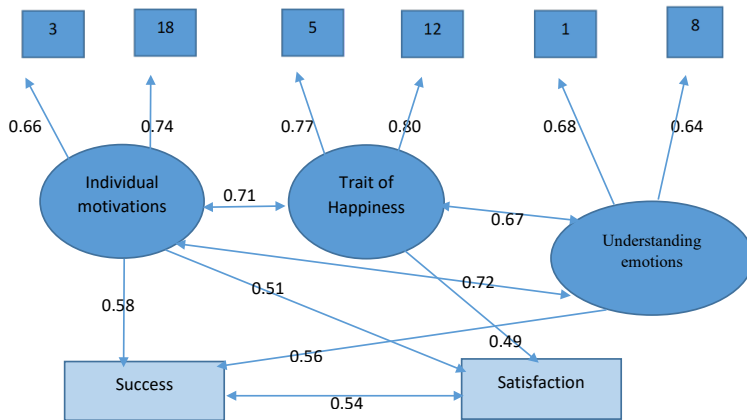 3
18
5
12
1
8
0.66
0.74
0.77
0.80
0.68
0.64
Individual
motivations
0.71
Trait of
Happiness
0.67
Understanding
emotions
0.58
0.51
0.72
0.56
0.49
Success
0.54
Satisfaction